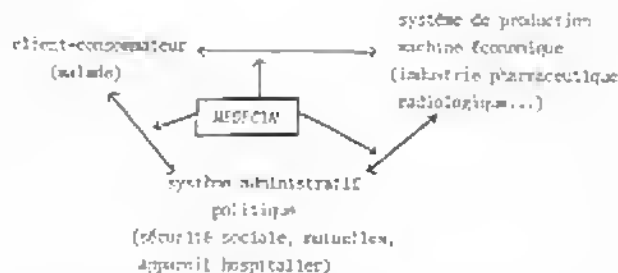 système de production
client-consommateur
machine économique
(malade)
(industrie pharmaceutique
radiologique...)
MEDECIN
système administratif
politique
(sécurité sociale, mutuelles,
appareil hospitalier)